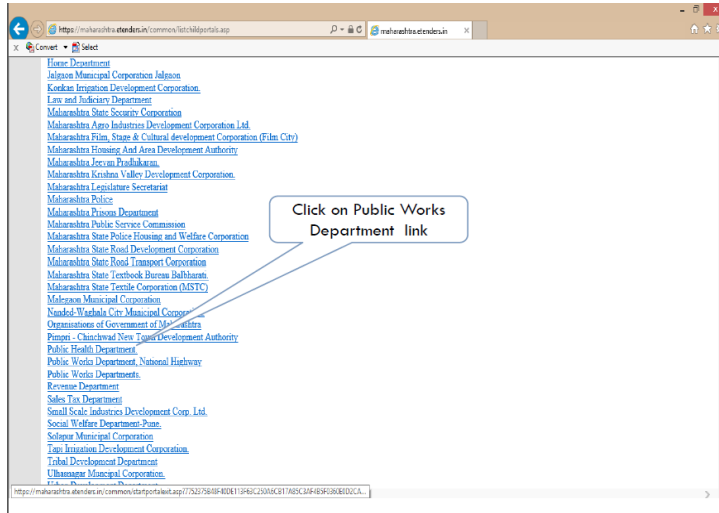 https://maharashtra.etenders.in/common/listchildportals.asp
maharashtra.etenders.in
x Convert Select
Home Department
Jalgaon Municipal Corporation Jalgaon
Konkan Irrigation Development Corporation.
Law and Judiciary Department
Maharashtra State Security Corporation
Maharashtra Agro Industries Development Corporation Ltd.
Maharashtra Film, Stage & Cultural development Corporation (Film City)
Maharashtra Housing And Area Development Authority
Maharashtra Jeevan Pradhikaran.
Maharashtra Krishna Valley Development Corporation.
Maharashtra Legislature Secretariat
Maharashtra Police
Maharashtra Prisons Department
Maharashtra Public Service Commission
Maharashtra State Police Housing and Welfare Corporation
Maharashtra State Road Development Corporation
Maharashtra State Road Transport Corporation
Maharashtra State Textbook Bureau Balbharati.
Maharashtra State Textile Corporation (MSTC)
Malegaon Municipal Corporation
Nanded-Waghala City Municipal
Organisations of Government of
Pimpri - Chinchwad New Town Development Authority
Public Health Department.
Public Works Department, National Highway
Public Works Departments.
Revenue Department
Sales Tax Department
Small Scale Industries Development Corp. Ltd.
Social Welfare Department-Pune.
Solapur Municipal Corporation
Tapi Irrigation Development Corporation.
Tribal Development Department
Ulhasnagar Muncipal Corporation.
Click on Public Works
Department link